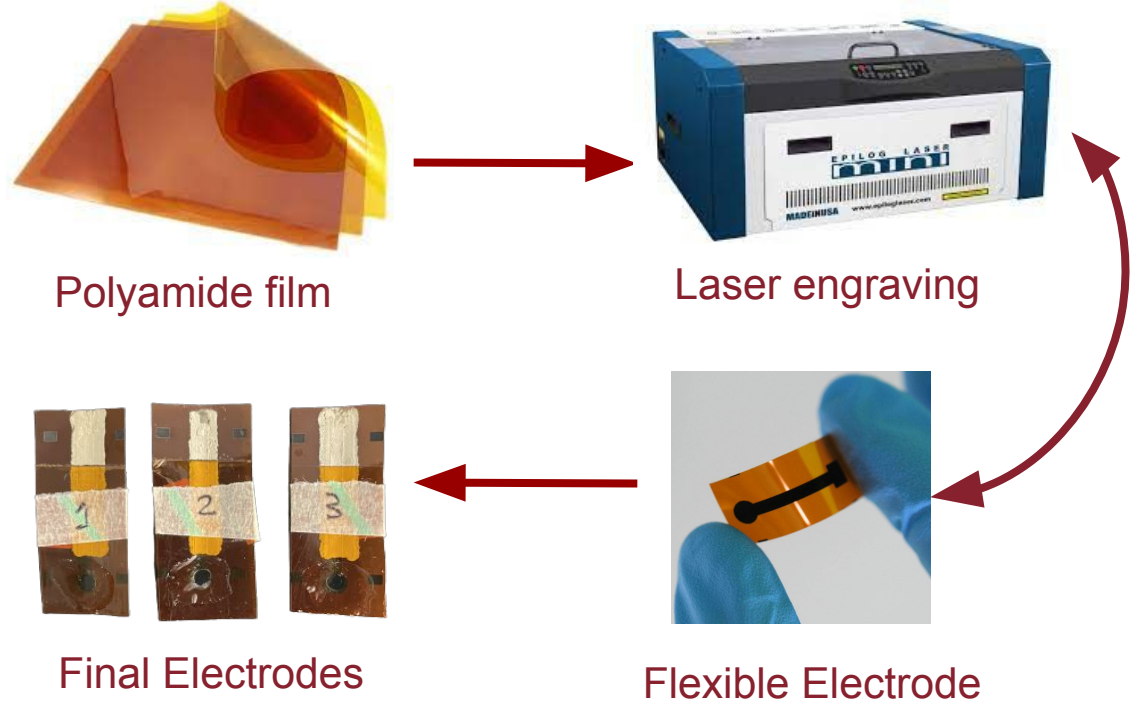 EPILOG LASER
mini
MADEINUSA www.epiloglaser.com
Polyamide film
Laser engraving
1
2
3
Final Electrodes
Flexible Electrode